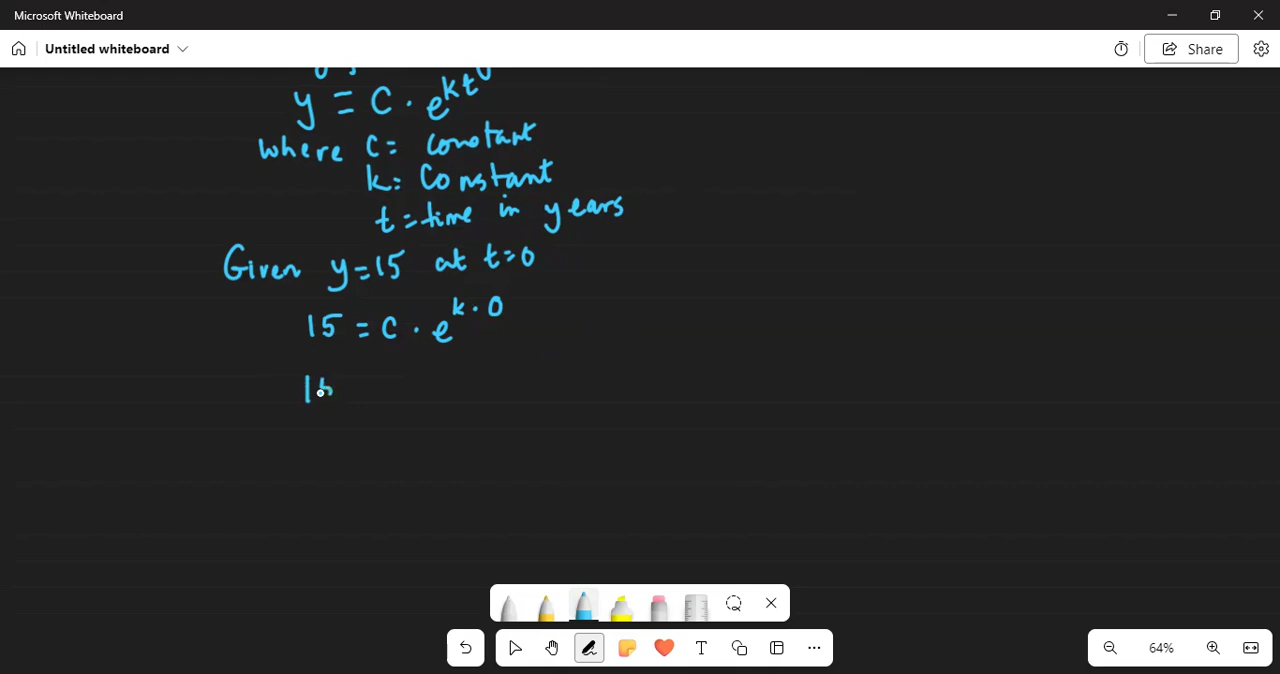 Microsoft Whiteboard
Untitled whiteboard
Share
y = C · e^kt
where C = constant
k = Constant
t = time in years
Given y = 15 at t = 0
15 = C · e^k · 0
15
64%